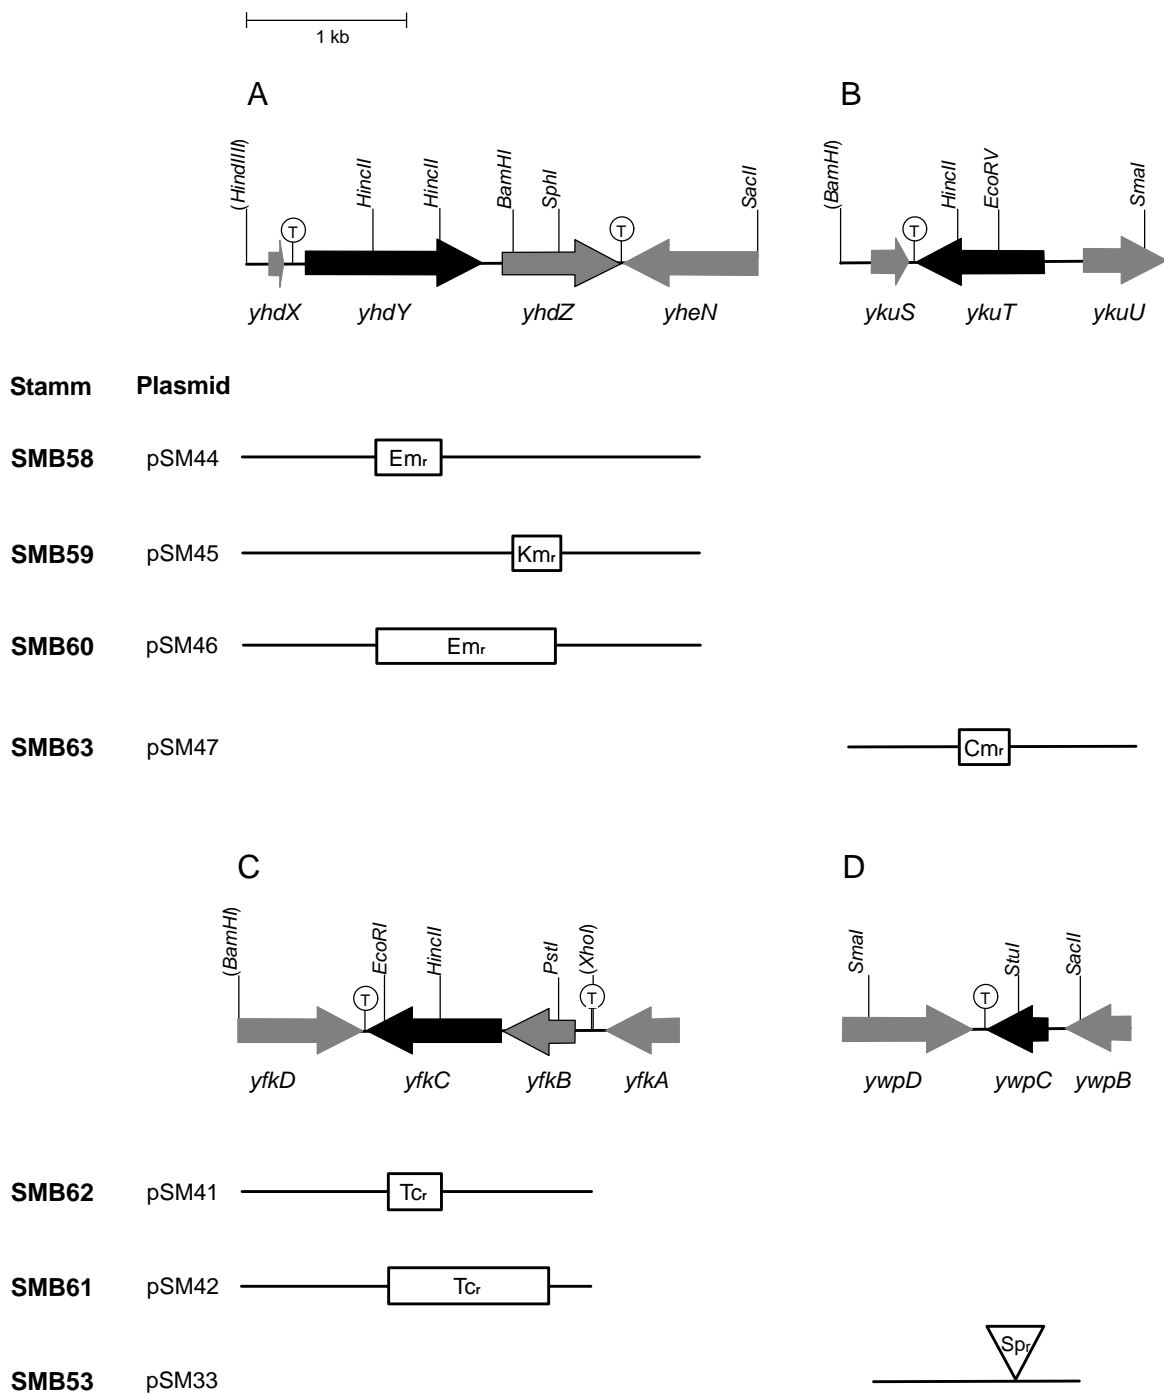 1 kb
A
B
(HindIII)
HincII
HincII
BamHI
SphI
SacII
(BamHI)
HincII
EcoRV
SmaI
T
T
T
yhdX yhdY yhdZ yheN
ykuS ykuT ykuU
Stamm Plasmid
SMB58 pSM44 Emr
SMB59 pSM45 Kmr
SMB60 pSM46 Emr
SMB63 pSM47 Cmr
C
D
(BamHI)
EcoRI
HincII
PstI
(XhoI)
SmaI
StuI
SacII
T
T
T
yfkD yfkC yfkB yfkA
ywpD ywpC ywpB
SMB62 pSM41 Tcr
SMB61 pSM42 Tcr
SMB53 pSM33 Spr